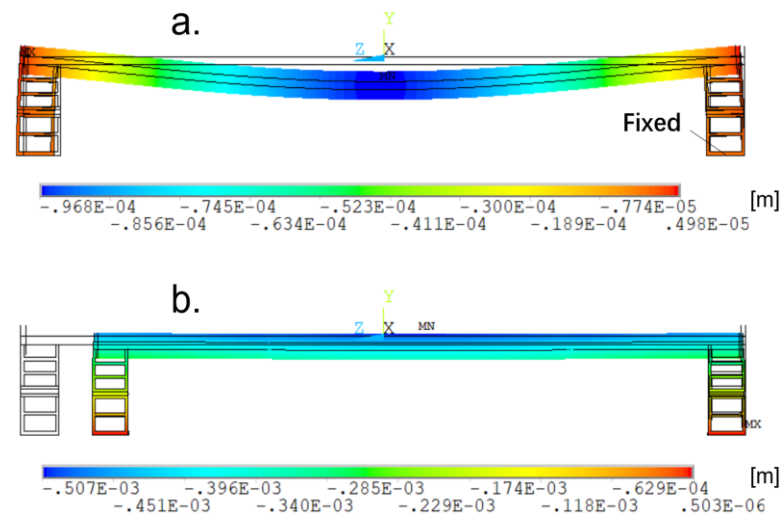 a.
Y
Z X
MX
MN
Fixed
-.968E-04 -.745E-04 -.523E-04 -.300E-04 -.774E-05 [m]
-.856E-04 -.634E-04 -.411E-04 -.189E-04 .498E-05
b.
Y
Z X MN
MX
-.507E-03 -.396E-03 -.285E-03 -.174E-03 -.629E-04 [m]
-.451E-03 -.340E-03 -.229E-03 -.118E-03 .503E-06